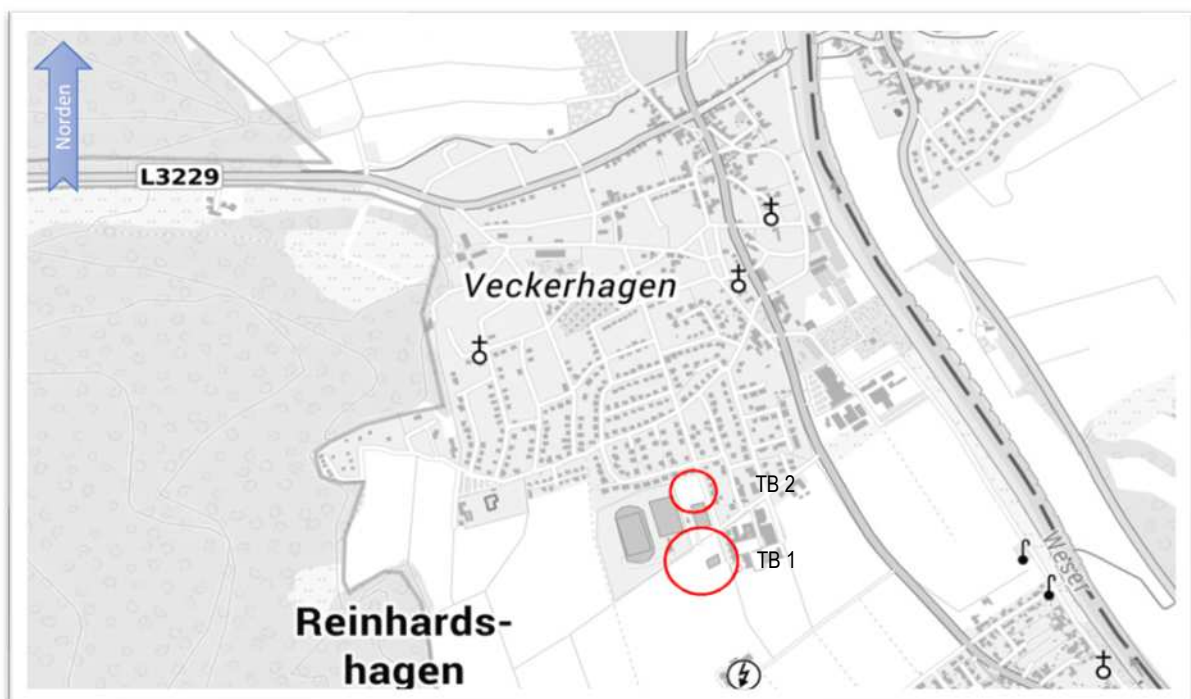 Norden
L3229
Veckerhagen
TB 2
TB 1
Weser
Reinhards-
hagen